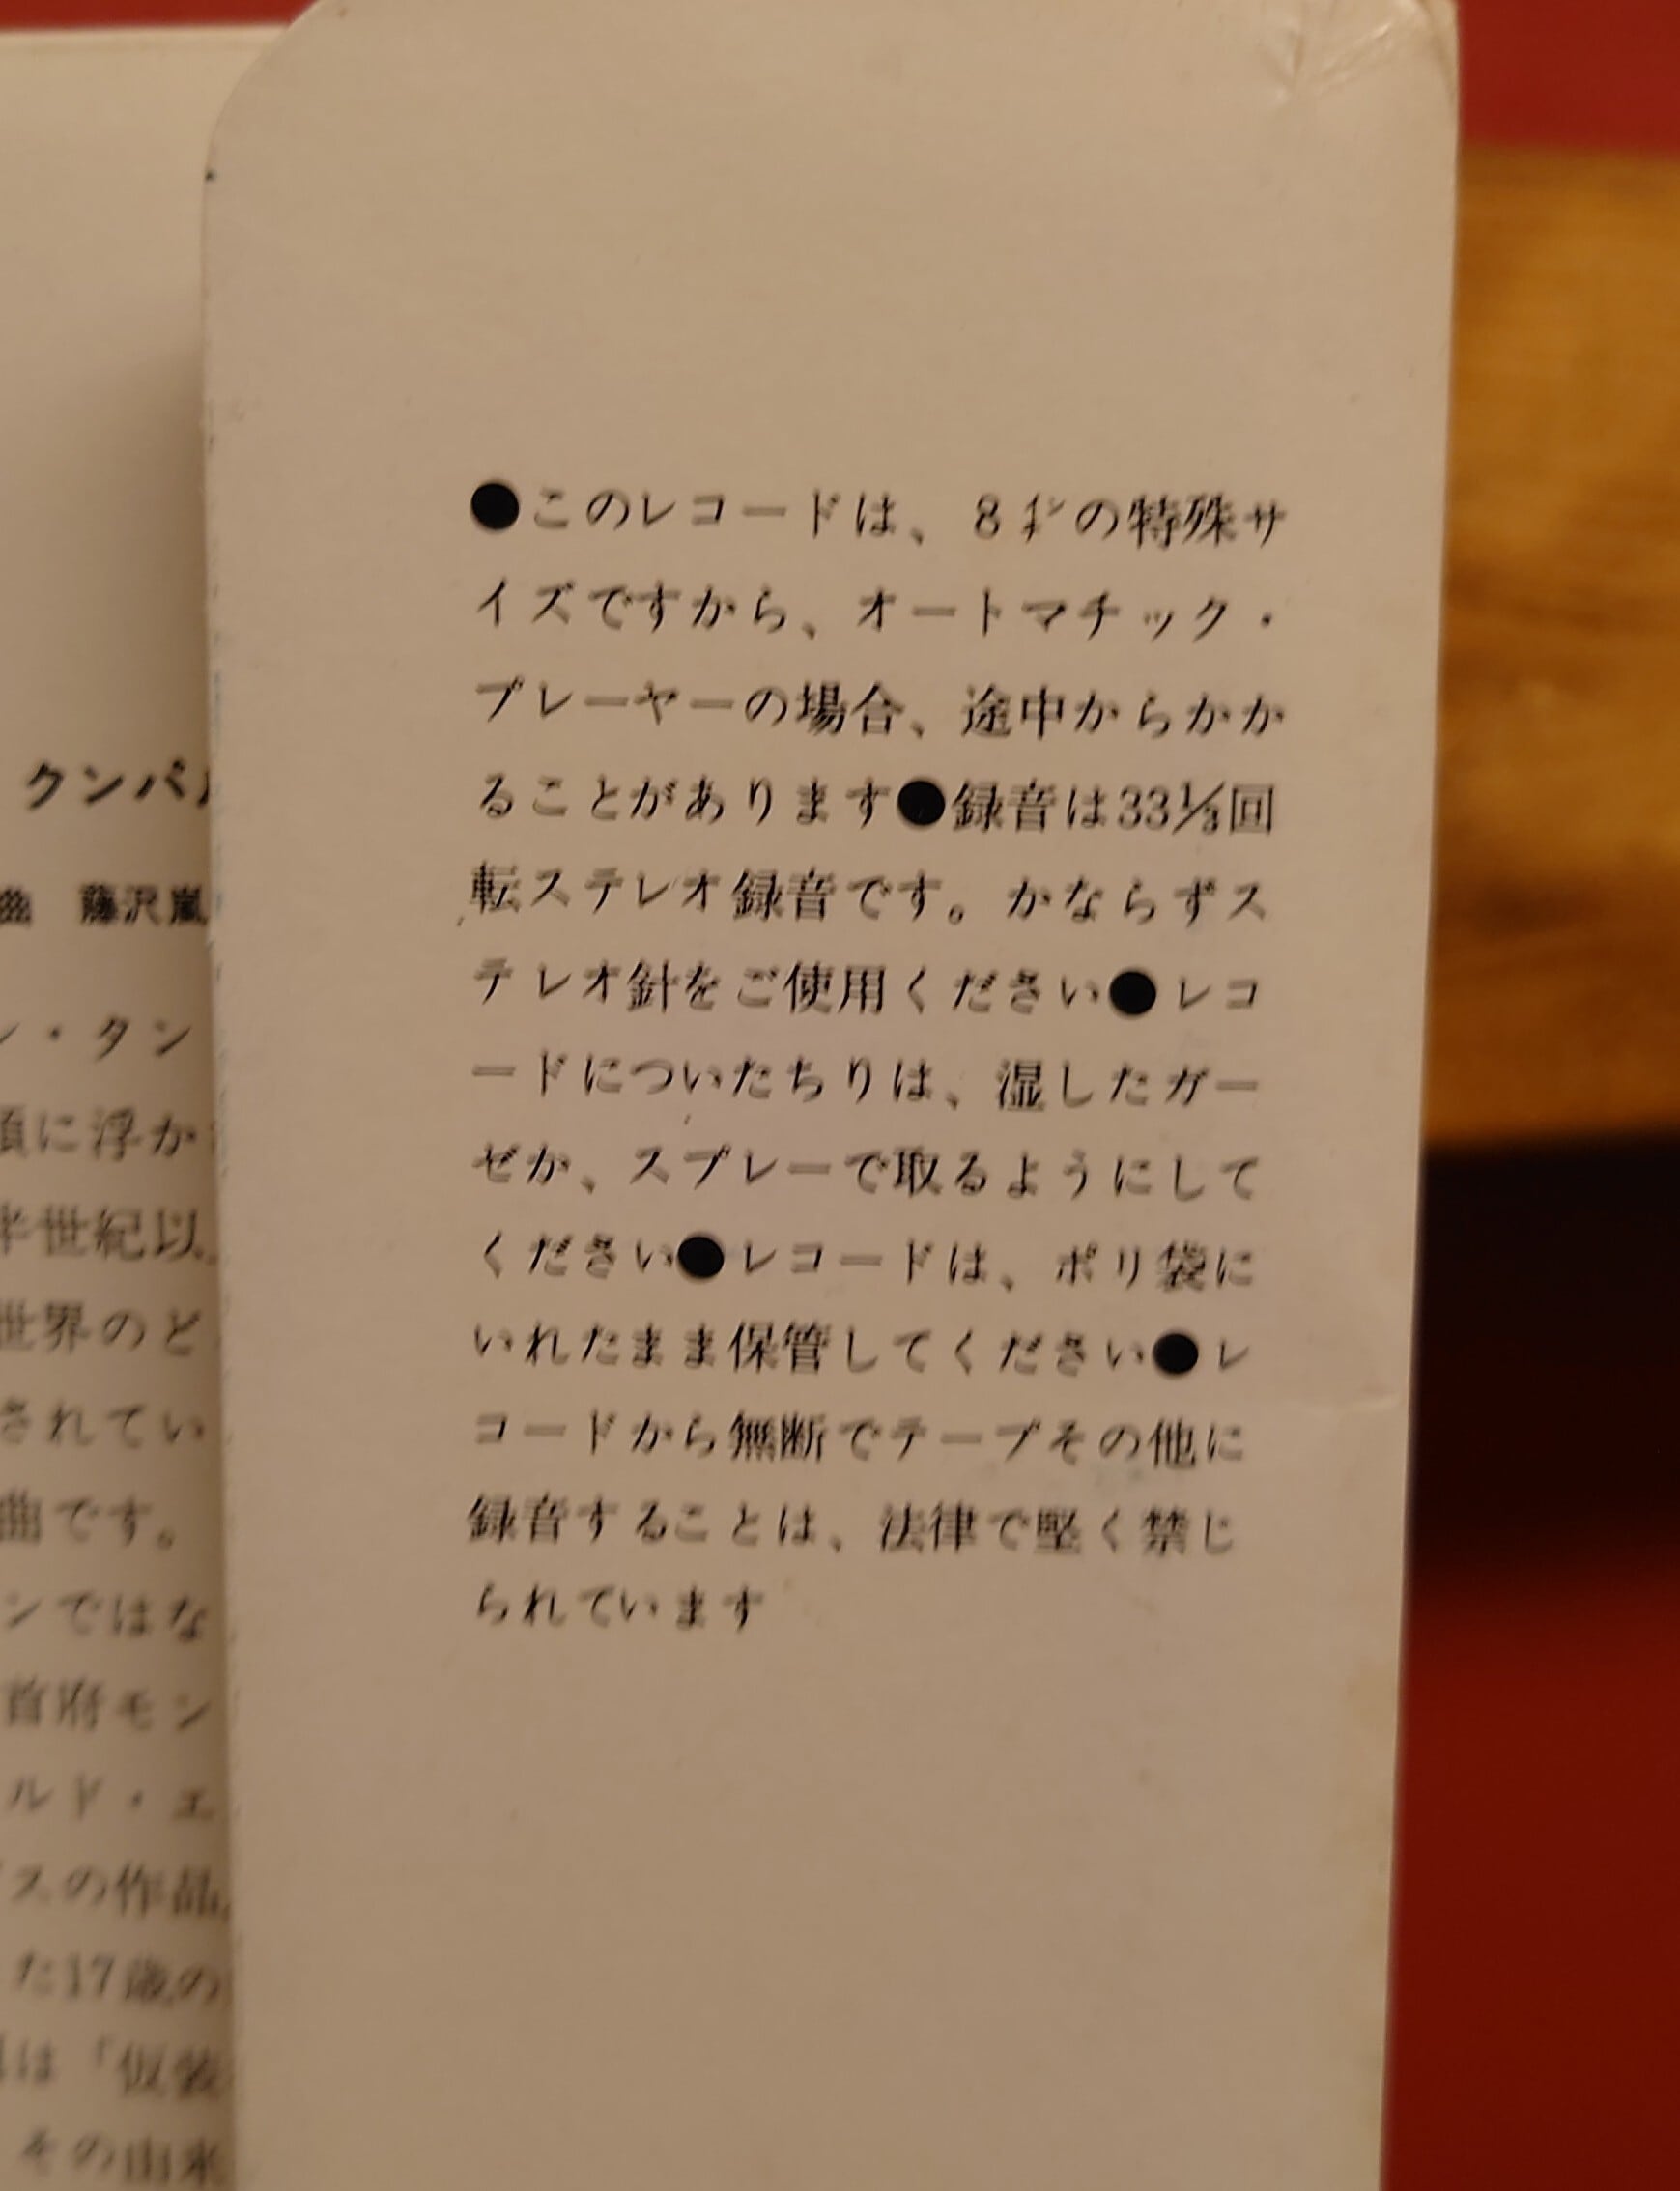 ●このレコードは、8㌅の特殊サ
イズですから、オートマチック・
プレーヤーの場合、途中からかか
ることがあります●録音は33⅓回
転ステレオ録音です。かならずス
テレオ針をご使用ください●レコ
ードについたちりは、湿したガー
ゼか、スプレーで取るようにして
ください●レコードは、ポリ袋に
いれたまま保管してください●レ
コードから無断でテープその他に
録音することは、法律で堅く禁じ
られています
クンパ
曲 藤沢嵐
ン・タン
頃に浮か
半世紀以
世界のど
されてい
曲です。
ンではな
首府モン
ルド・エ
スの作品
た17歳の
は「仮装
その由来